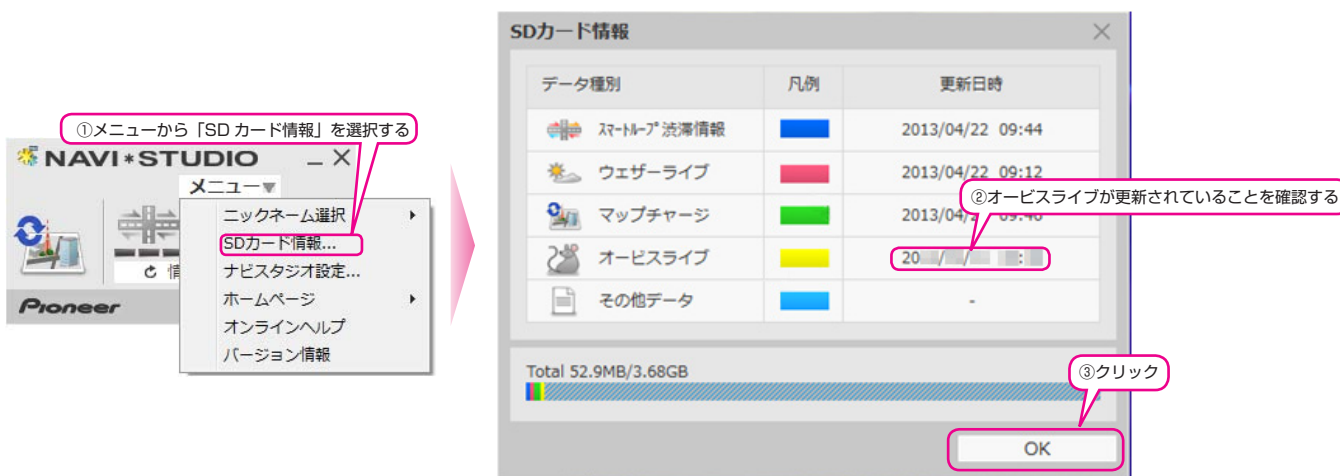 ①メニューから「SD カード情報」を選択する
NAVI*STUDIO
メニュー▼
ニックネーム選択
SDカード情報...
ナビスタジオ設定...
ホームページ
オンラインヘルプ
バージョン情報
Pioneer
SDカード情報
データ種別 凡例 更新日時
スマートループ渋滞情報 2013/04/22 09:44
ウェザーライブ 2013/04/22 09:12
②オービスライブが更新されていることを確認する
マップチャージ 2013/04/
オービスライブ 20 / / :
その他データ -
Total 52.9MB/3.68GB
③クリック
OK